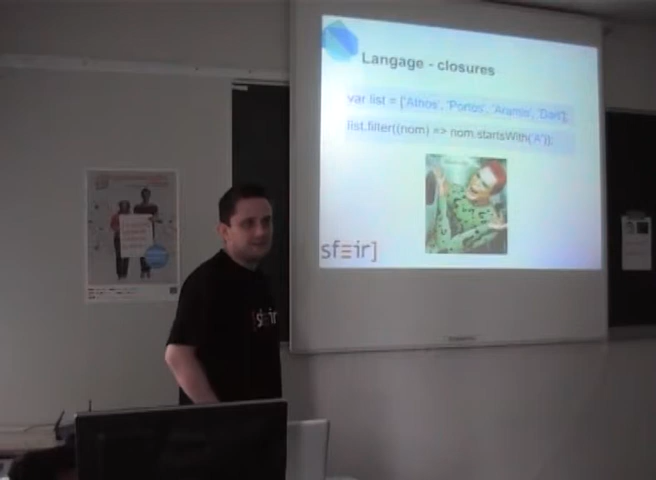 Langage - closures
var list = ['Athos', 'Portos', 'Aramis', 'Dart'];
list.filter((nom) => nom.startsWith('A'));
sfeir]
[sfeir